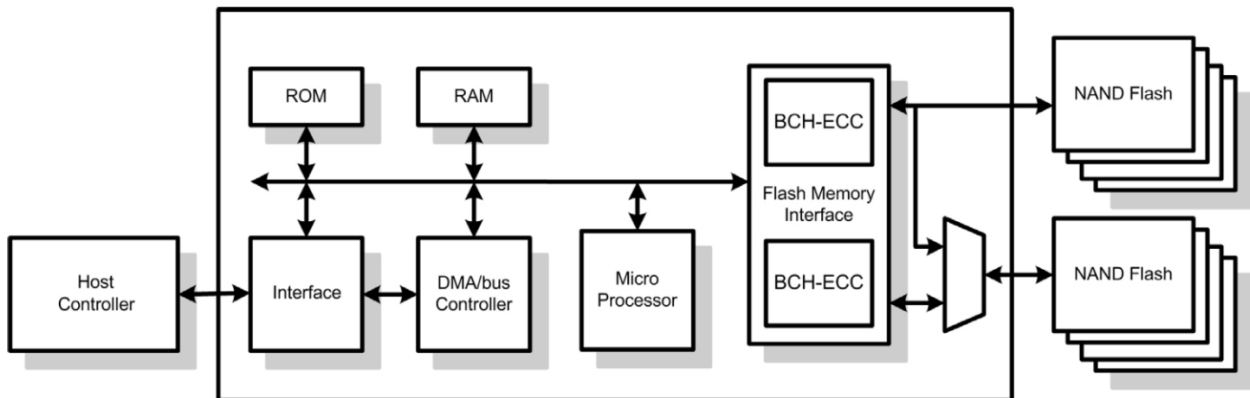 ROM
RAM
BCH-ECC
NAND Flash
Flash Memory
Interface
Host
Controller
Interface
DMA/bus
Controller
Micro
Processor
BCH-ECC
NAND Flash